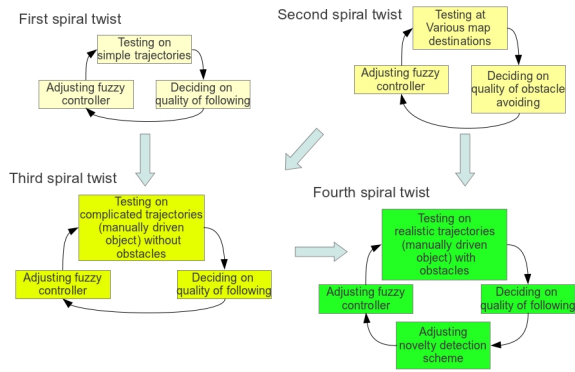 First spiral twist
Testing on
simple trajectories
Adjusting fuzzy
controller
Deciding on
quality of following
Second spiral twist
Testing at
Various map
destinations
Adjusting fuzzy
controller
Deciding on
quality of obstacle
avoiding
Third spiral twist
Testing on
complicated trajectories
(manually driven
object) without
obstacles
Adjusting fuzzy
controller
Deciding on
quality of following
Fourth spiral twist
Testing on
realistic trajectories
(manually driven
object) with
obstacles
Adjusting fuzzy
controller
Deciding on
quality of following
Adjusting
novelty detection
scheme